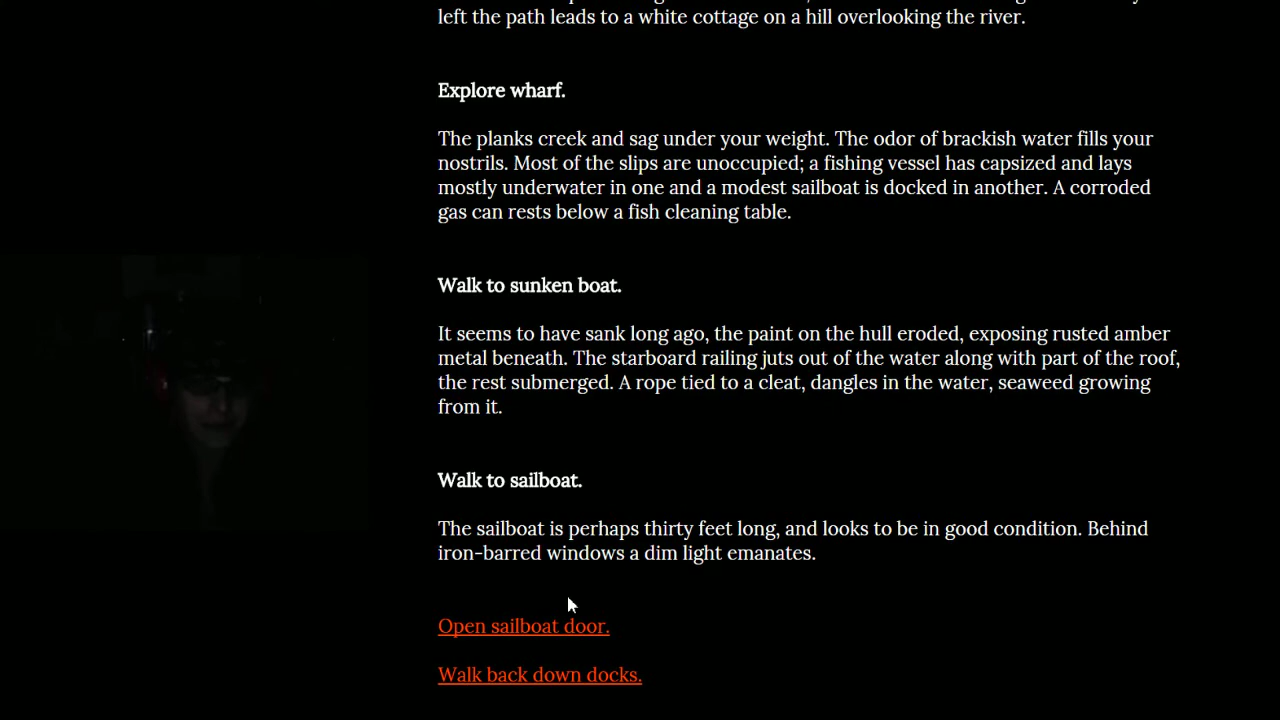 left the path leads to a white cottage on a hill overlooking the river.
Explore wharf.
The planks creek and sag under your weight. The odor of brackish water fills your
nostrils. Most of the slips are unoccupied; a fishing vessel has capsized and lays
mostly underwater in one and a modest sailboat is docked in another. A corroded
gas can rests below a fish cleaning table.
Walk to sunken boat.
It seems to have sank long ago, the paint on the hull eroded, exposing rusted amber
metal beneath. The starboard railing juts out of the water along with part of the roof,
the rest submerged. A rope tied to a cleat, dangles in the water, seaweed growing
from it.
Walk to sailboat.
The sailboat is perhaps thirty feet long, and looks to be in good condition. Behind
iron-barred windows a dim light emanates.
Open sailboat door.
Walk back down docks.